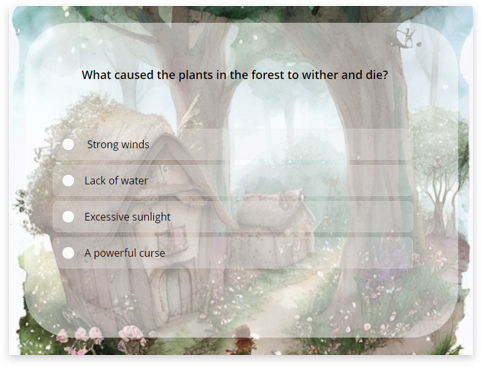 What caused the plants in the forest to wither and die?
Strong winds
Lack of water
Excessive sunlight
A powerful curse